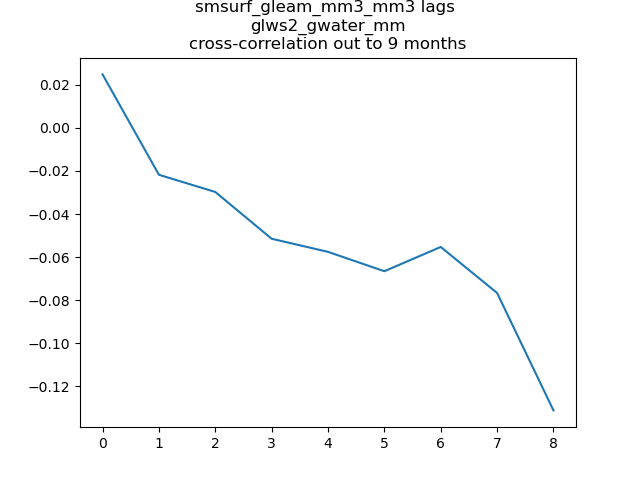 smsurf_gleam_mm3_mm3 lags
glws2_gwater_mm
cross-correlation out to 9 months
0.02
0.00
−0.02
−0.04
−0.06
−0.08
−0.10
−0.12
0 1 2 3 4 5 6 7 8